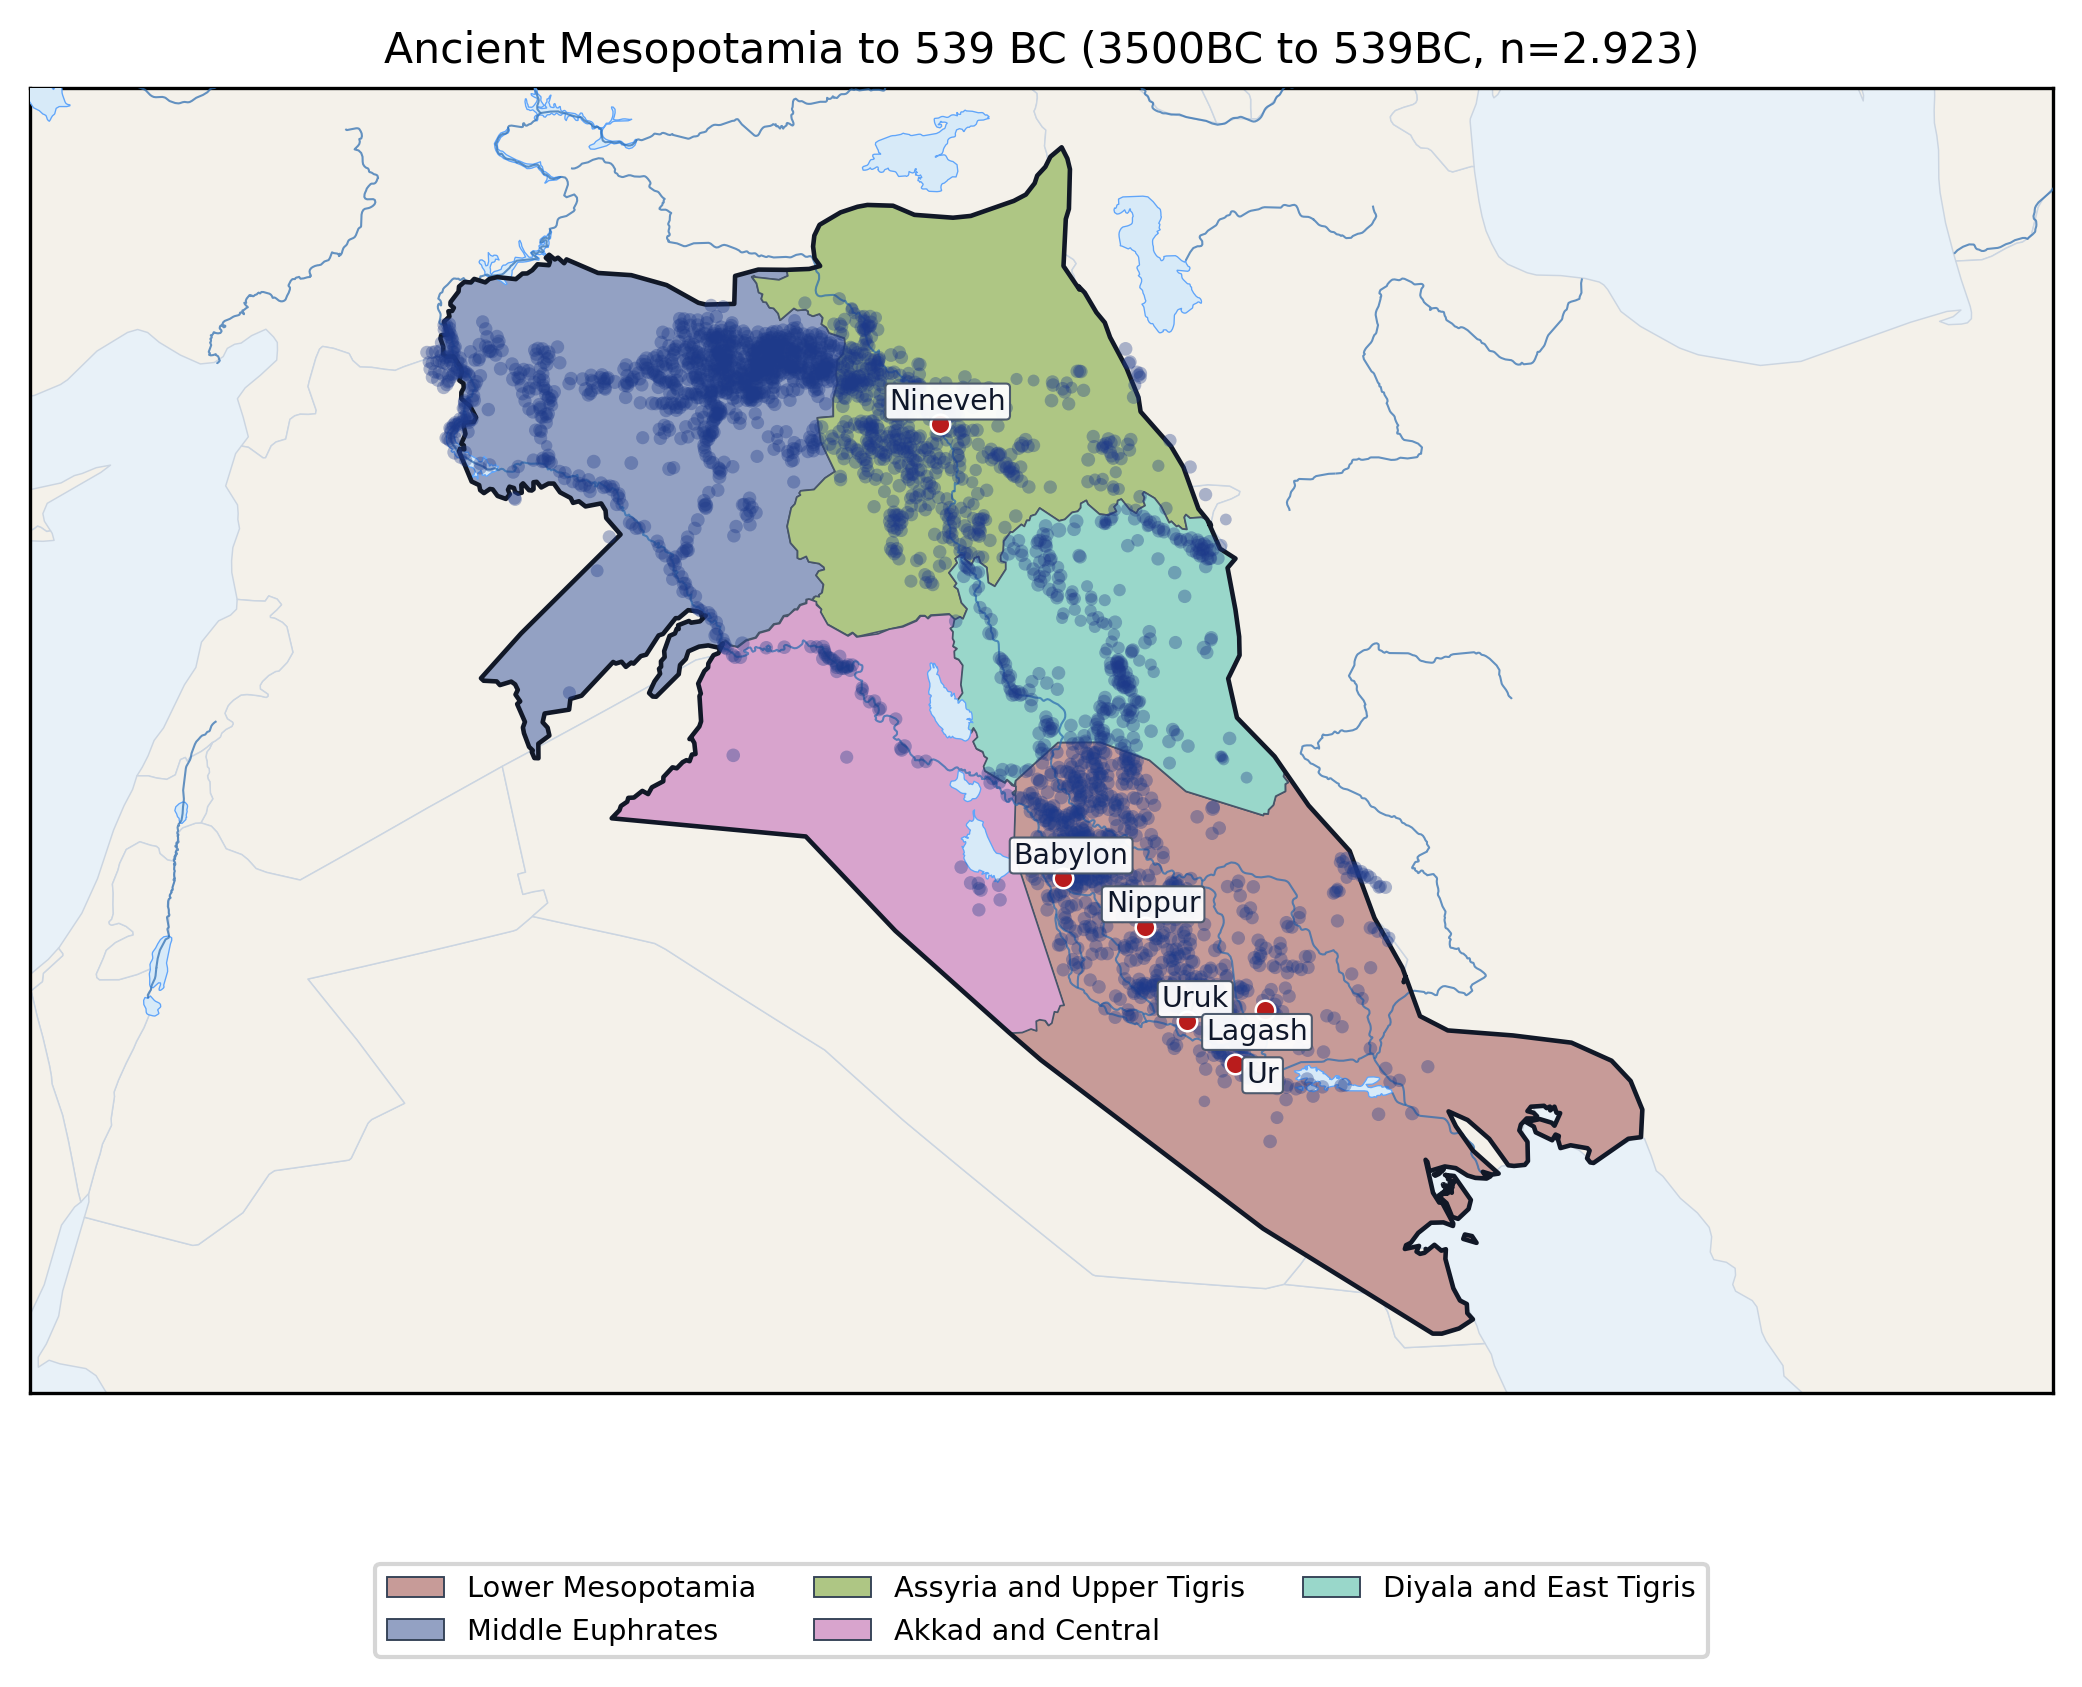 Ancient Mesopotamia to 539 BC (3500BC to 539BC, n=2.923)
Nineveh
Babylon
Nippur
Uruk
Lagash
Ur
Lower Mesopotamia
Middle Euphrates
Assyria and Upper Tigris
Akkad and Central
Diyala and East Tigris